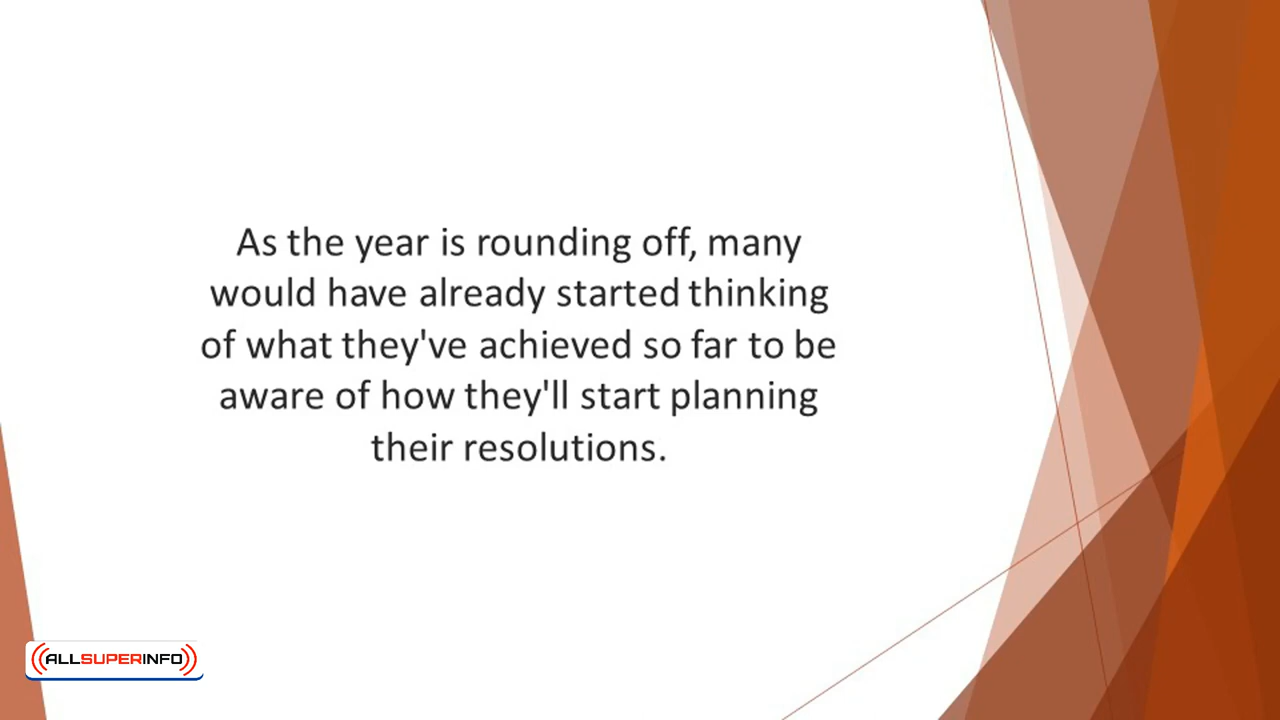 As the year is rounding off, many
would have already started thinking
of what they've achieved so far to be
aware of how they'll start planning
their resolutions.
ALLSUPERINFO